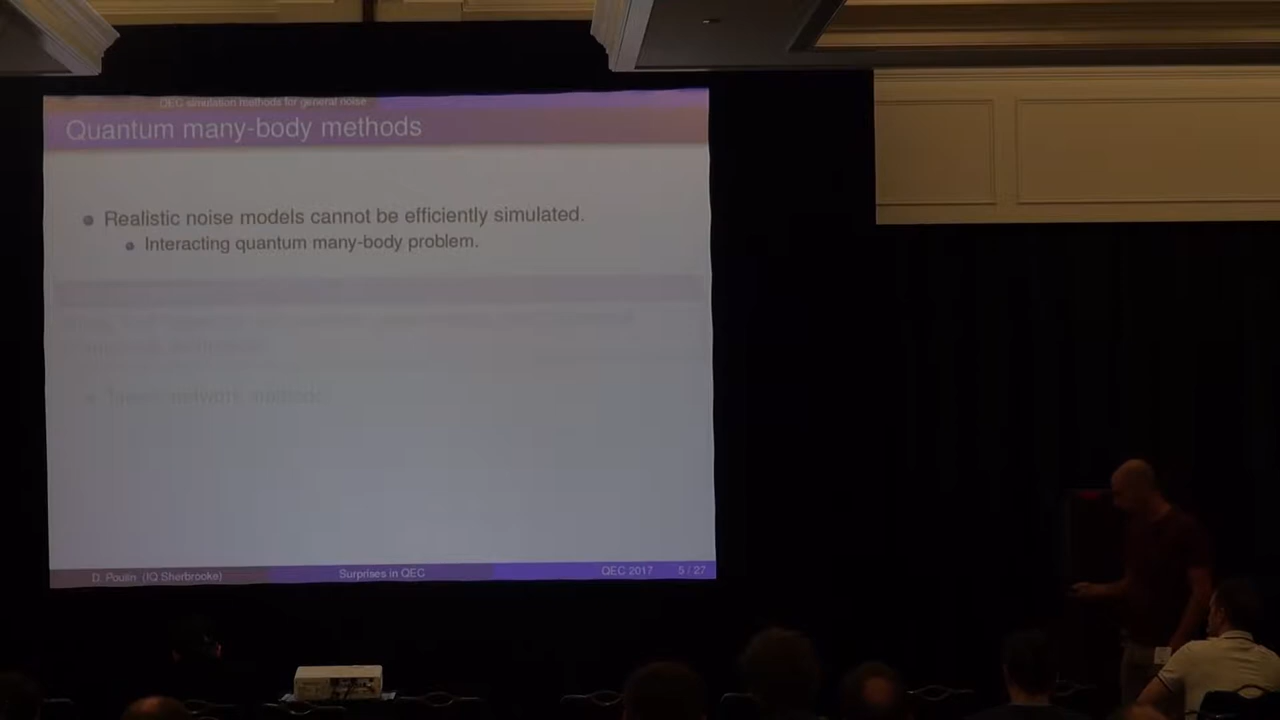 QEC simulation methods for general noise
Quantum many-body methods
Realistic noise models cannot be efficiently simulated.
Interacting quantum many-body problem.
D. Poulin (IQ Sherbrooke)
Surprises in QEC
QEC 2017
5 / 27